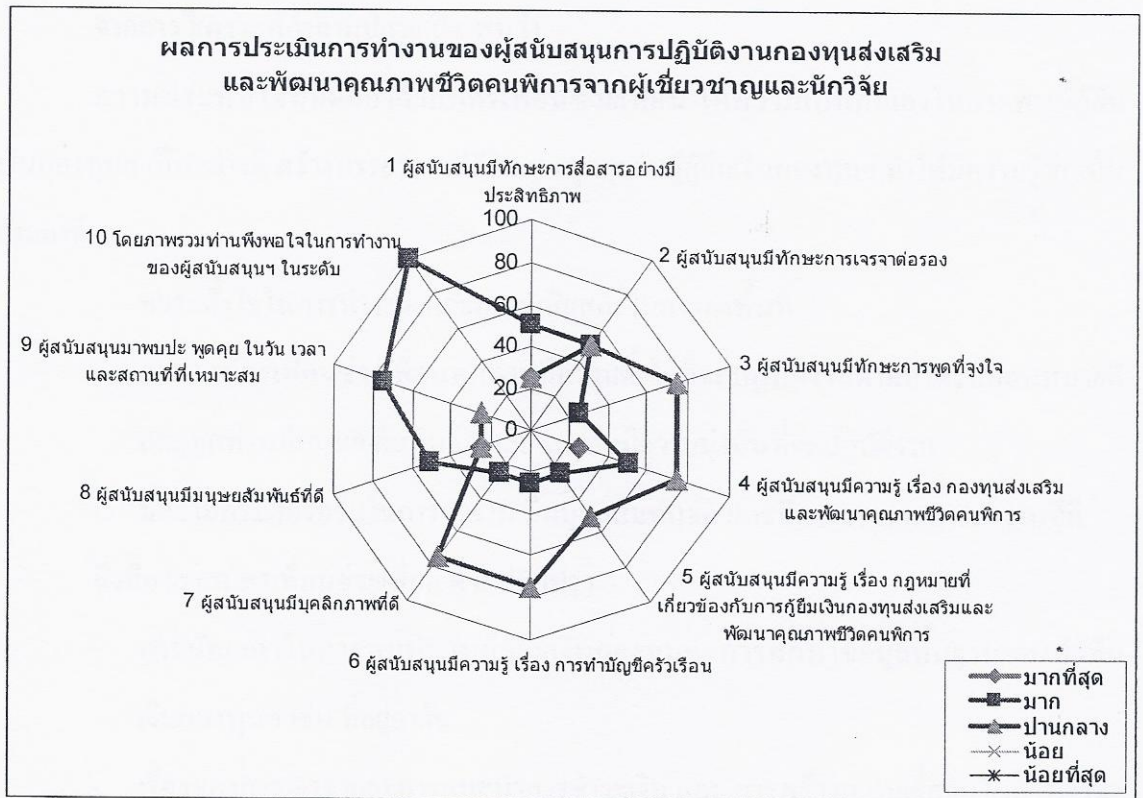 ผลการประเมินการทำงานของผู้สนับสนุนการปฏิบัติงานกองทุนส่งเสริม
และพัฒนาคุณภาพชีวิตคนพิการจากผู้เชี่ยวชาญและนักวิจัย
1 ผู้สนับสนุนมีทักษะการสื่อสารอย่างมี
ประสิทธิภาพ
100
80
60
40
20
0
2 ผู้สนับสนุนมีทักษะการเจรจาต่อรอง
3 ผู้สนับสนุนมีทักษะการพูดที่จูงใจ
4 ผู้สนับสนุนมีความรู้ เรื่อง กองทุนส่งเสริม
และพัฒนาคุณภาพชีวิตคนพิการ
5 ผู้สนับสนุนมีความรู้ เรื่อง กฎหมายที่
เกี่ยวข้องกับการกู้ยืมเงินกองทุนส่งเสริมและ
พัฒนาคุณภาพชีวิตคนพิการ
6 ผู้สนับสนุนมีความรู้ เรื่อง การทำบัญชีครัวเรือน
7 ผู้สนับสนุนมีบุคลิกภาพที่ดี
8 ผู้สนับสนุนมีมนุษยสัมพันธ์ที่ดี
9 ผู้สนับสนุนมาพบปะ พูดคุย ในวัน เวลา
และสถานที่ที่เหมาะสม
10 โดยภาพรวมท่านพึงพอใจในการทำงาน
ของผู้สนับสนุนฯ ในระดับ
มากที่สุด
มาก
ปานกลาง
น้อย
น้อยที่สุด